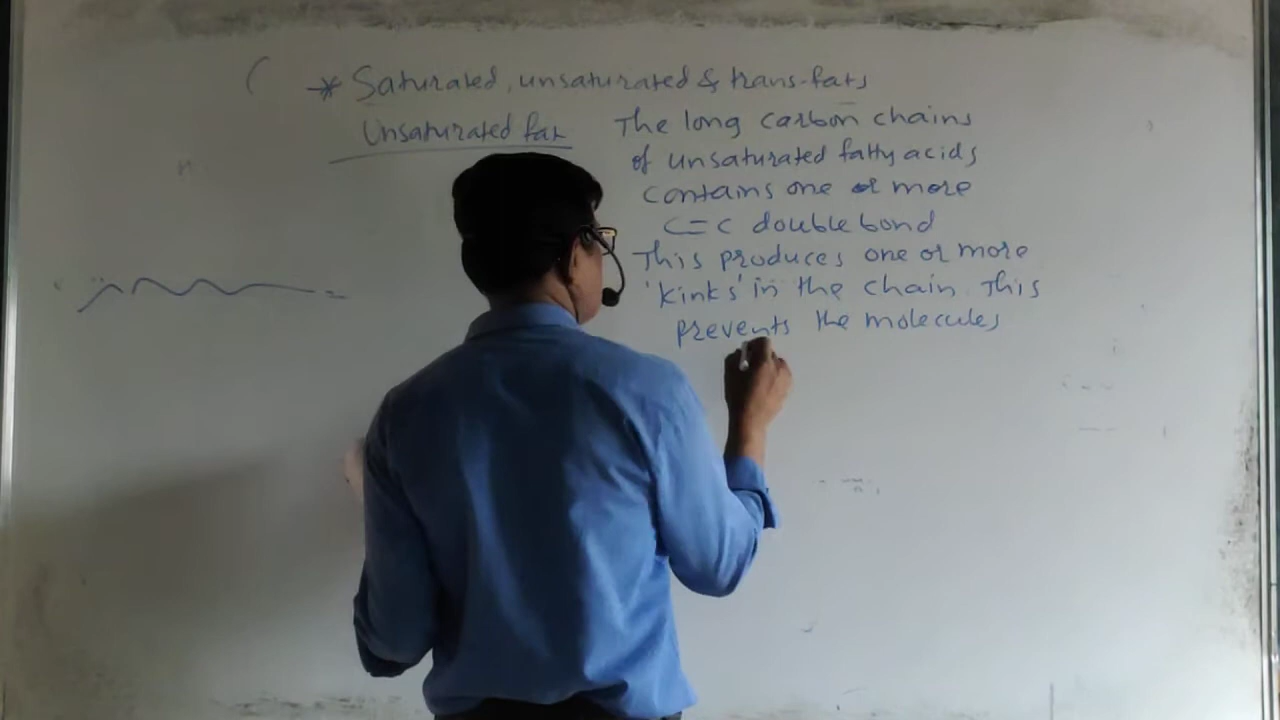 * Saturated, unsaturated & trans-fats
Unsaturated fat
The long carbon chains
of unsaturated fatty acids
contains one or more
C=C double bond
This produces one or more
'kinks' in the chain. This
prevents the molecules